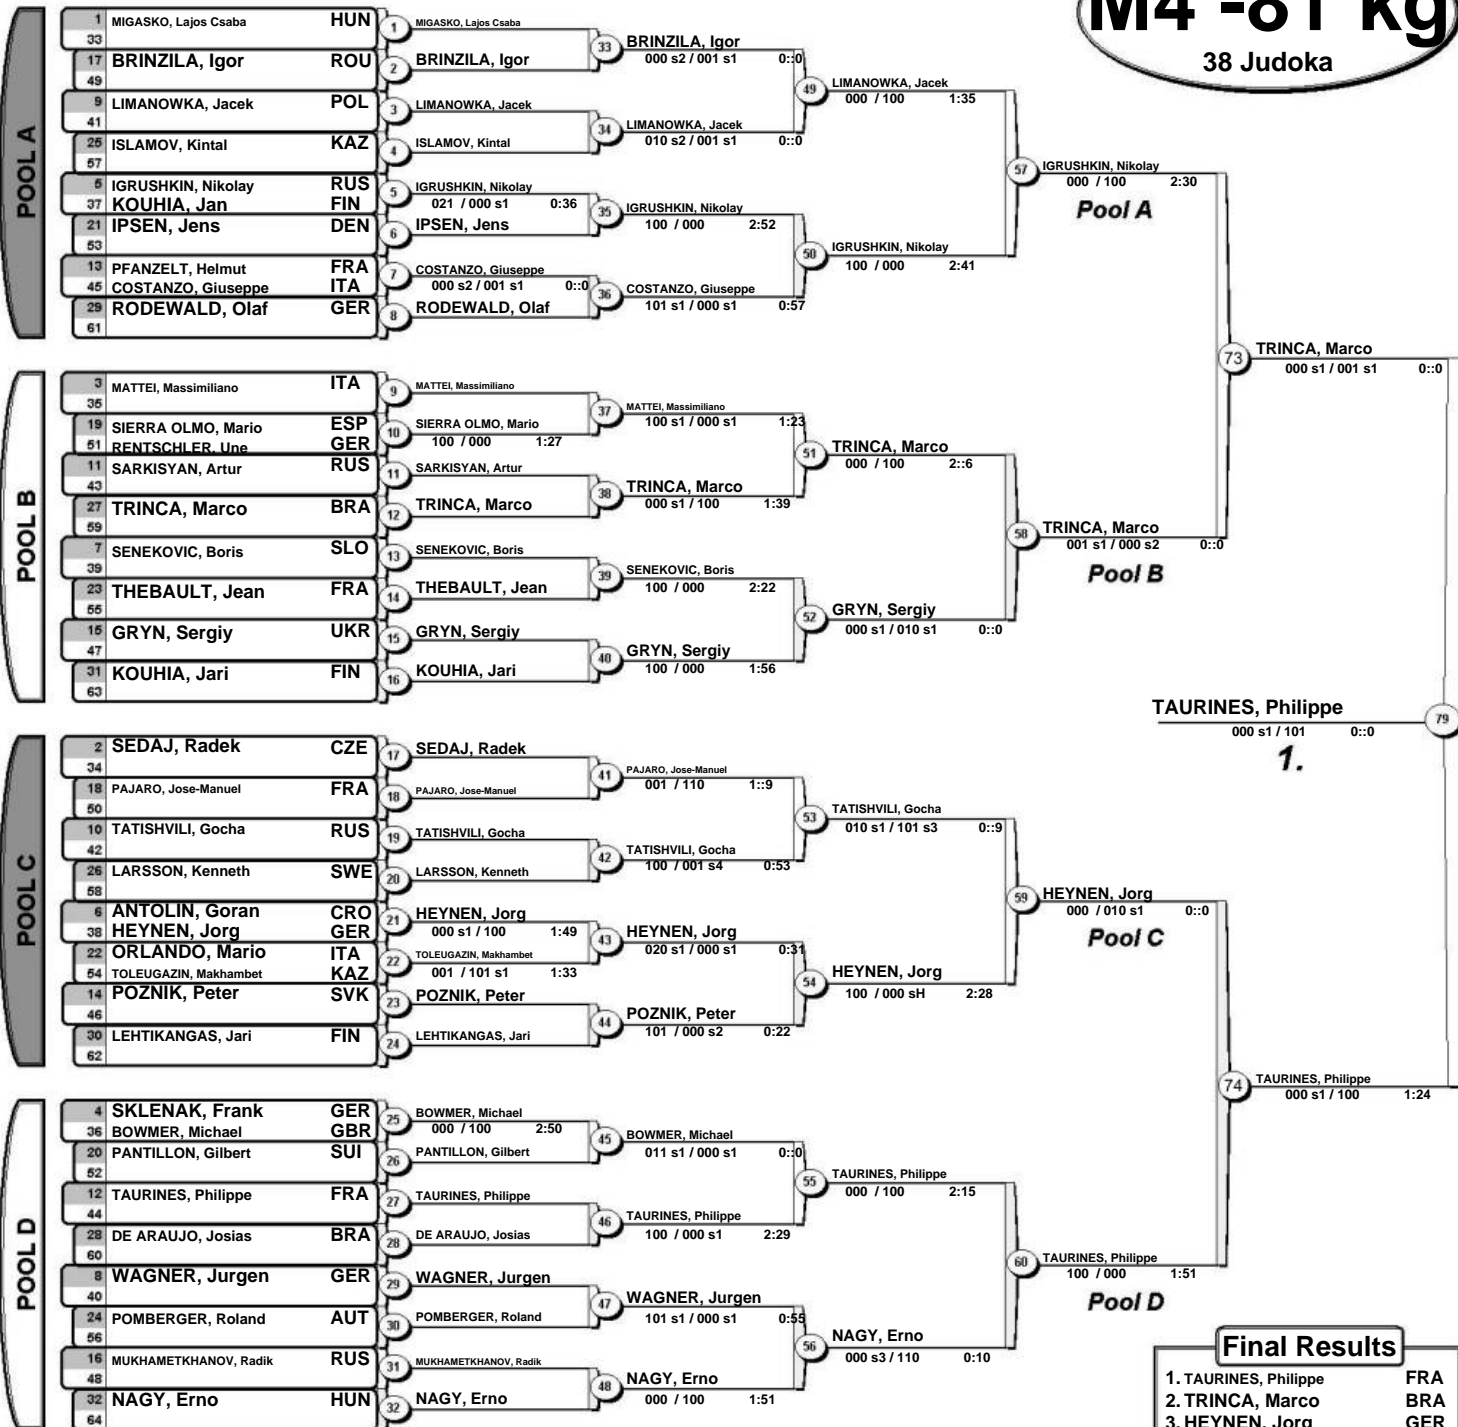 M4 -81 kg
38 Judoka
POOL A
1 MIGASKO, Lajos Csaba HUN
33
17 BRINZILA, Igor ROU
49
9 LIMANOWKA, Jacek POL
41
25 ISLAMOV, Kintal KAZ
57
5 IGRUSHKIN, Nikolay RUS
37 KOUHIA, Jan FIN
21 IPSEN, Jens DEN
53
13 PFANZELT, Helmut FRA
45 COSTANZO, Giuseppe ITA
29 RODEWALD, Olaf GER
61
1 MIGASKO, Lajos Csaba
2 BRINZILA, Igor
3 LIMANOWKA, Jacek
4 ISLAMOV, Kintal
5 IGRUSHKIN, Nikolay
021 / 000 s1 0:36
6 IPSEN, Jens
7 COSTANZO, Giuseppe
000 s2 / 001 s1 0::0
8 RODEWALD, Olaf
33 BRINZILA, Igor
000 s2 / 001 s1 0::0
34 LIMANOWKA, Jacek
010 s2 / 001 s1 0::0
35 IGRUSHKIN, Nikolay
100 / 000 2:52
36 COSTANZO, Giuseppe
101 s1 / 000 s1 0:57
49 LIMANOWKA, Jacek
000 / 100 1:35
50 IGRUSHKIN, Nikolay
100 / 000 2:41
57 IGRUSHKIN, Nikolay
000 / 100 2:30
Pool A
POOL B
3 MATTEI, Massimiliano ITA
35
19 SIERRA OLMO, Mario ESP
51 RENTSCHLER, Une GER
11 SARKISYAN, Artur RUS
43
27 TRINCA, Marco BRA
59
7 SENEKOVIC, Boris SLO
39
23 THEBAULT, Jean FRA
55
15 GRYN, Sergiy UKR
47
31 KOUHIA, Jari FIN
63
9 MATTEI, Massimiliano
10 SIERRA OLMO, Mario
100 / 000 1:27
11 SARKISYAN, Artur
12 TRINCA, Marco
13 SENEKOVIC, Boris
14 THEBAULT, Jean
15 GRYN, Sergiy
16 KOUHIA, Jari
37 MATTEI, Massimiliano
100 s1 / 000 s1 1:23
38 TRINCA, Marco
000 s1 / 100 1:39
39 SENEKOVIC, Boris
100 / 000 2:22
40 GRYN, Sergiy
100 / 000 1:56
51 TRINCA, Marco
000 / 100 2::6
52 GRYN, Sergiy
000 s1 / 010 s1 0::0
58 TRINCA, Marco
001 s1 / 000 s2 0::0
Pool B
73 TRINCA, Marco
000 s1 / 001 s1 0::0
TAURINES, Philippe 79
000 s1 / 101 0::0
1.
POOL C
2 SEDAJ, Radek CZE
34
18 PAJARO, Jose-Manuel FRA
50
10 TATISHVILI, Gocha RUS
42
26 LARSSON, Kenneth SWE
58
6 ANTOLIN, Goran CRO
38 HEYNEN, Jorg GER
22 ORLANDO, Mario ITA
54 TOLEUGAZIN, Makhambet KAZ
14 POZNIK, Peter SVK
46
30 LEHTIKANGAS, Jari FIN
62
17 SEDAJ, Radek
18 PAJARO, Jose-Manuel
19 TATISHVILI, Gocha
20 LARSSON, Kenneth
21 HEYNEN, Jorg
000 s1 / 100 1:49
22 TOLEUGAZIN, Makhambet
001 / 101 s1 1:33
23 POZNIK, Peter
24 LEHTIKANGAS, Jari
41 PAJARO, Jose-Manuel
001 / 110 1::9
42 TATISHVILI, Gocha
100 / 001 s4 0:53
43 HEYNEN, Jorg
020 s1 / 000 s1 0:31
44 POZNIK, Peter
101 / 000 s2 0:22
53 TATISHVILI, Gocha
010 s1 / 101 s3 0::9
54 HEYNEN, Jorg
100 / 000 sH 2:28
59 HEYNEN, Jorg
000 / 010 s1 0::0
Pool C
POOL D
4 SKLENAK, Frank GER
36 BOWMER, Michael GBR
20 PANTILLON, Gilbert SUI
52
12 TAURINES, Philippe FRA
44
28 DE ARAUJO, Josias BRA
60
8 WAGNER, Jurgen GER
40
24 POMBERGER, Roland AUT
56
16 MUKHAMETKHANOV, Radik RUS
48
32 NAGY, Erno HUN
64
25 BOWMER, Michael
000 / 100 2:50
26 PANTILLON, Gilbert
27 TAURINES, Philippe
28 DE ARAUJO, Josias
29 WAGNER, Jurgen
30 POMBERGER, Roland
31 MUKHAMETKHANOV, Radik
32 NAGY, Erno
45 BOWMER, Michael
011 s1 / 000 s1 0::0
46 TAURINES, Philippe
100 / 000 s1 2:29
47 WAGNER, Jurgen
101 s1 / 000 s1 0:55
48 NAGY, Erno
000 / 100 1:51
55 TAURINES, Philippe
000 / 100 2:15
56 NAGY, Erno
000 s3 / 110 0:10
60 TAURINES, Philippe
100 / 000 1:51
Pool D
74 TAURINES, Philippe
000 s1 / 100 1:24
Final Results
1. TAURINES, Philippe FRA
2. TRINCA, Marco BRA
3. HEYNEN, Jorg GER